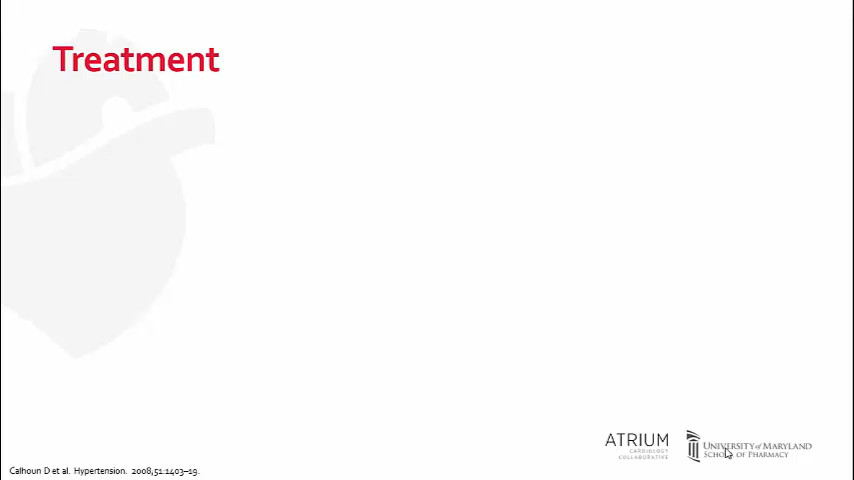 Treatment
ATRIUM
CARDIOLOGY
COLLABORATIVE
UNIVERSITY of MARYLAND
SCHOOL OF PHARMACY
Calhoun D et al. Hypertension. 2008;51:1403–19.